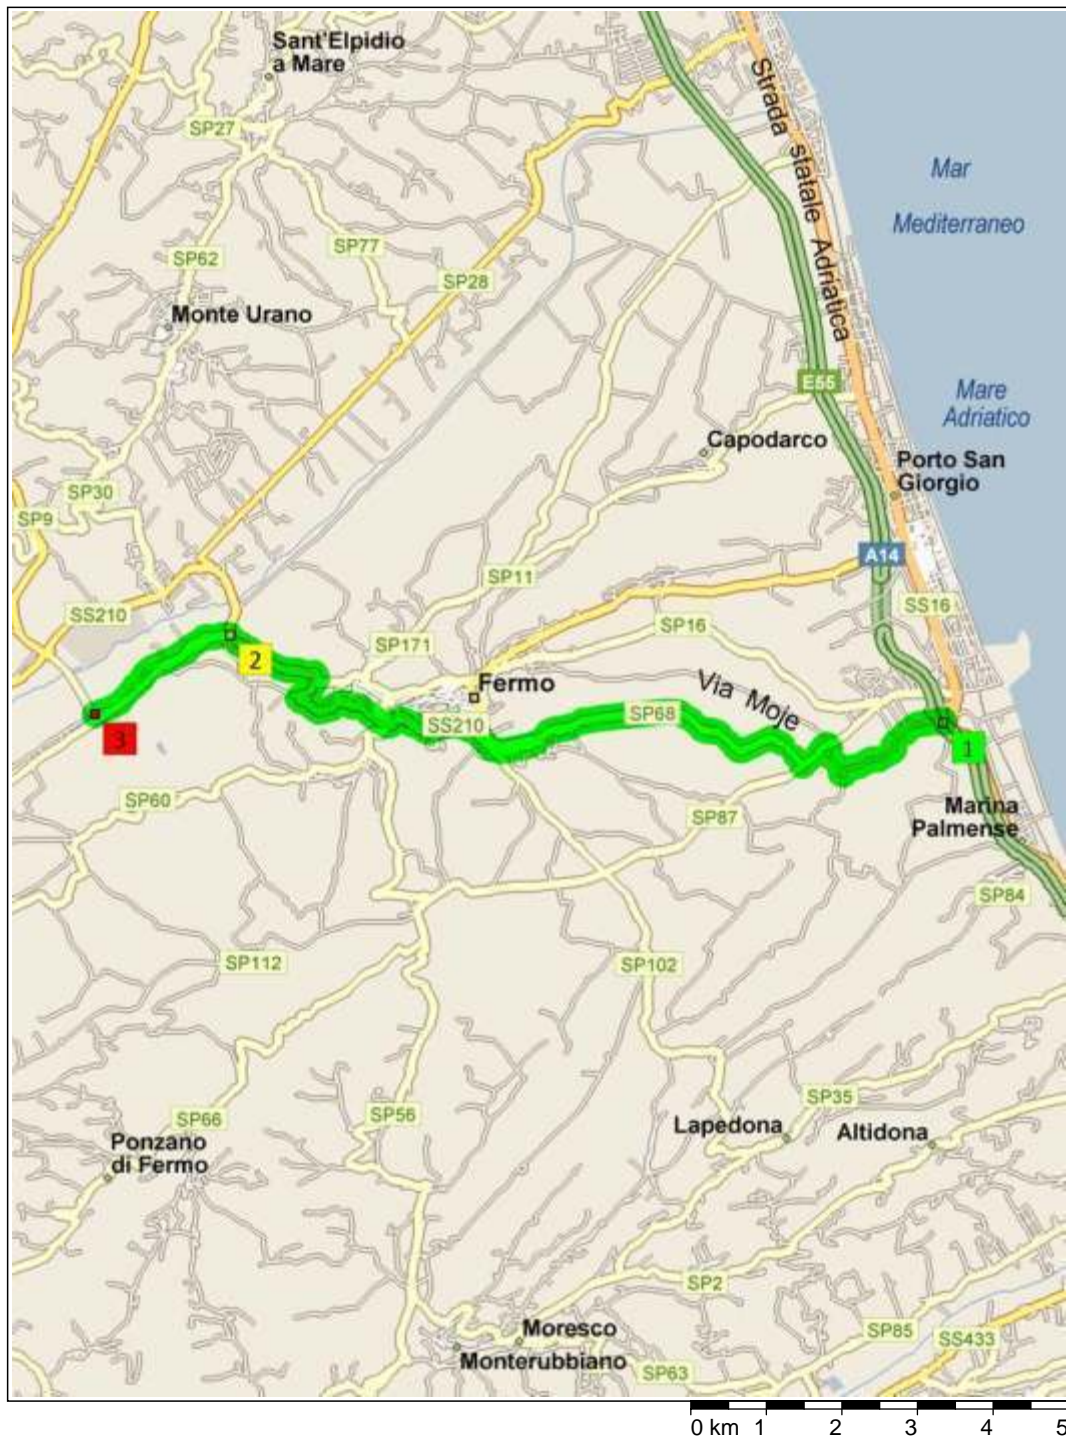 Sant'Elpidio
a Mare
Strada statale Adriatica
SP27
Mar
Mediterraneo
SP77
SP62
SP28
Monte Urano
E55
Mare
Adriatico
Capodarco
Porto San
Giorgio
SP30
SP9
A14
SP11
SS16
SS210
SP16
SP171
2
Fermo
Via Moje
SP68
SS210
3
1
SP60
Marina
Palmense
SP87
SP84
SP112
SP102
SP35
SP66
SP56
Lapedona
Altidona
Ponzano
di Fermo
SP2
Moresco
SP85
SS433
Monterubbiano
SP63
0 km 1 2 3 4 5